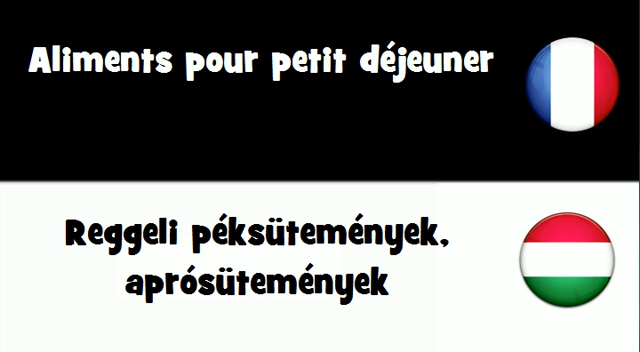 Aliments pour petit déjeuner
Reggeli péksütemények,
aprósütemények